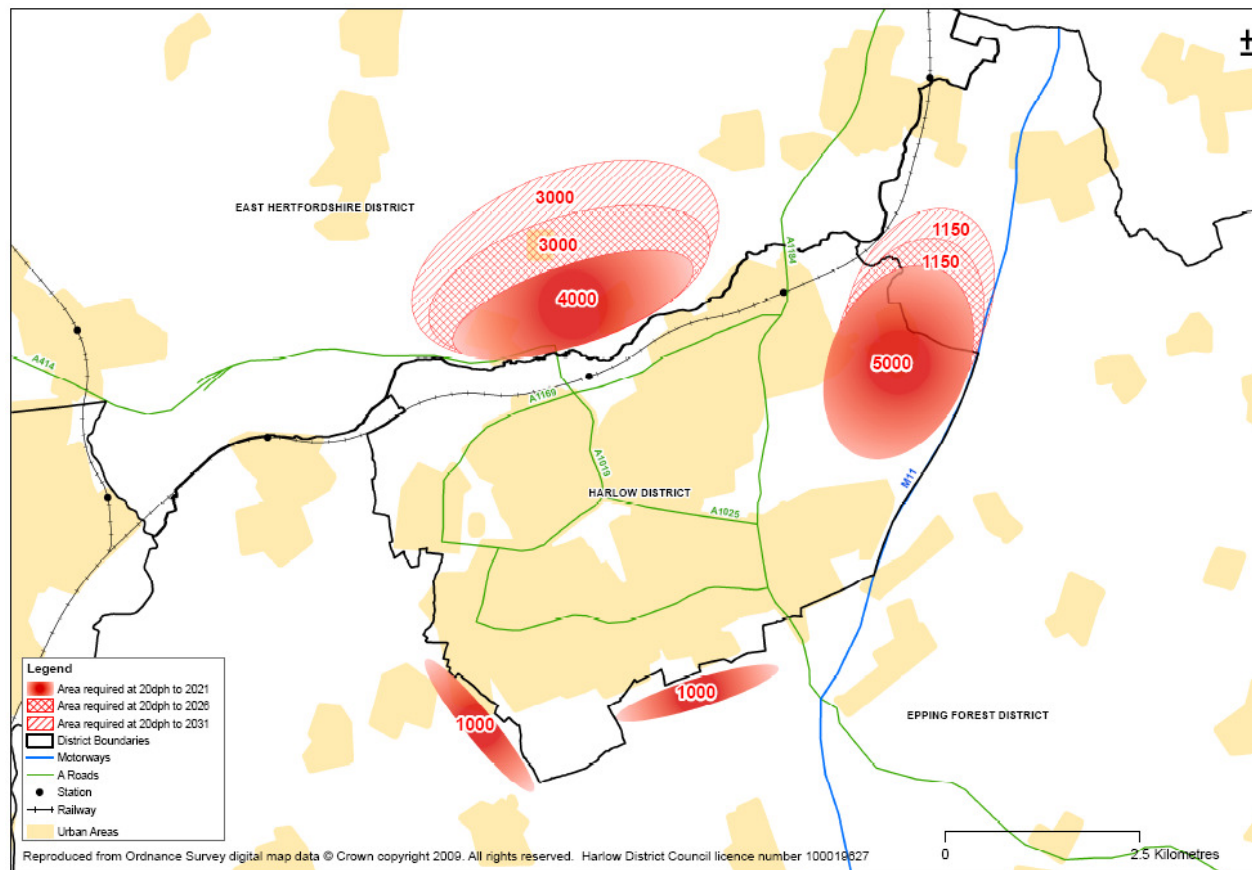 ±
3000
EAST HERTFORDSHIRE DISTRICT
3000
4000
A1184
1150
1150
5000
A414
A1169
A1019
HARLOW DISTRICT
A1025
M11
1000
1000
EPPING FOREST DISTRICT
Legend
Area required at 20dph to 2021
Area required at 20dph to 2026
Area required at 20dph to 2031
District Boundaries
Motorways
A Roads
Station
Railway
Urban Areas
0
2.5 Kilometres
Reproduced from Ordnance Survey digital map data © Crown copyright 2009. All rights reserved. Harlow District Council licence number 100019627